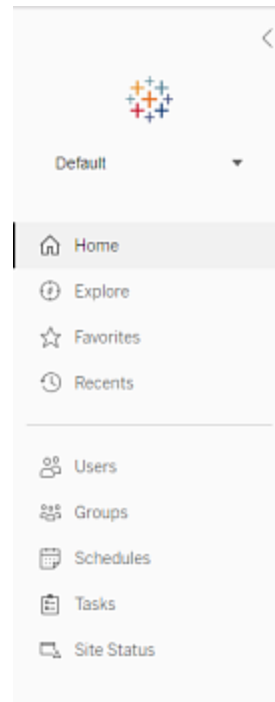 Default
Home
Explore
Favorites
Recents
Users
Groups
Schedules
Tasks
Site Status